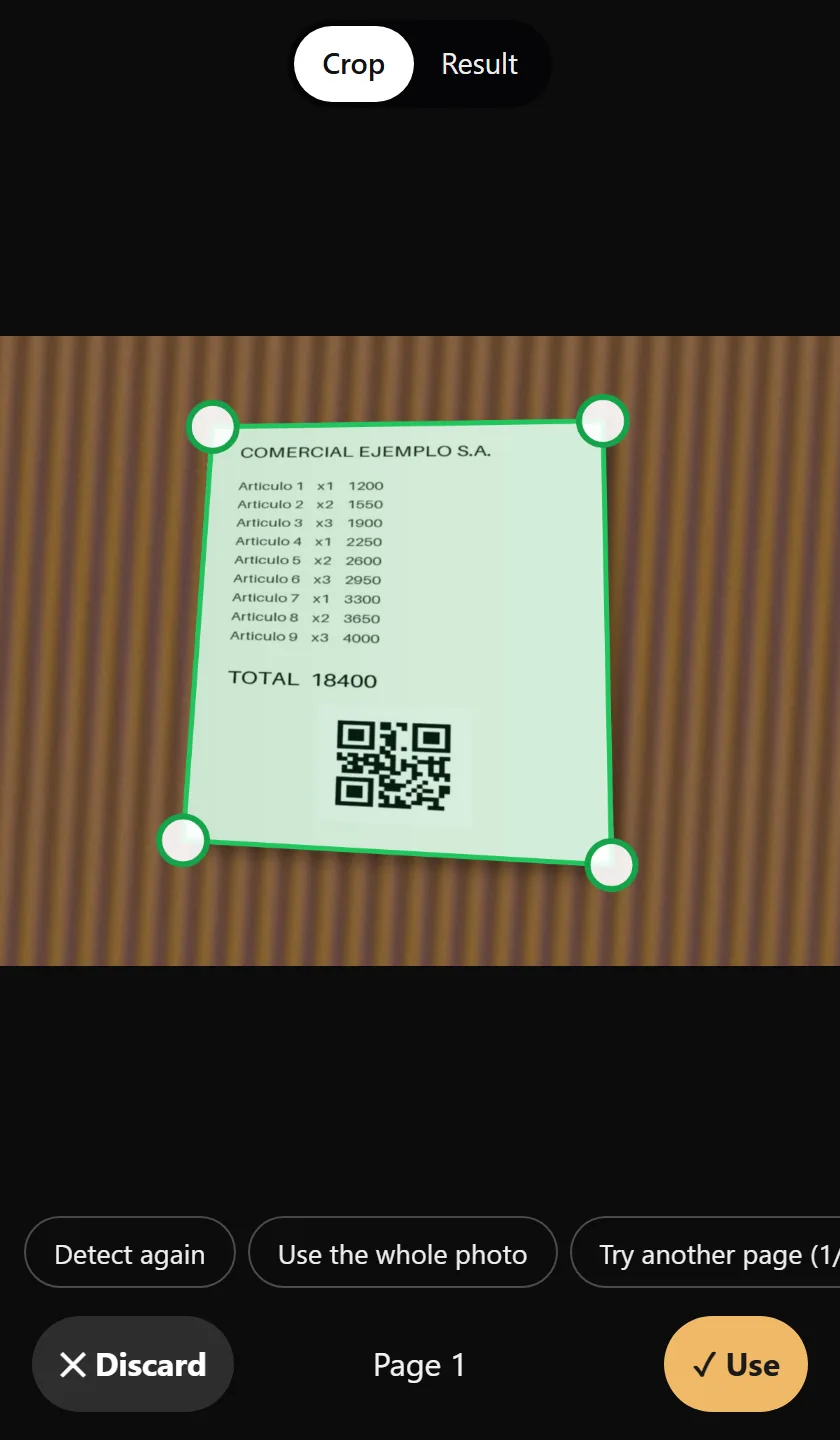 Crop
Result
COMERCIAL EJEMPLO S.A.
Articulo 1 x1 1200
Articulo 2 x2 1550
Articulo 3 x3 1900
Articulo 4 x1 2250
Articulo 5 x2 2600
Articulo 6 x3 2950
Articulo 7 x1 3300
Articulo 8 x2 3650
Articulo 9 x3 4000
TOTAL 18400
Detect again
Use the whole photo
Try another page (1/
✕ Discard
Page 1
✓ Use